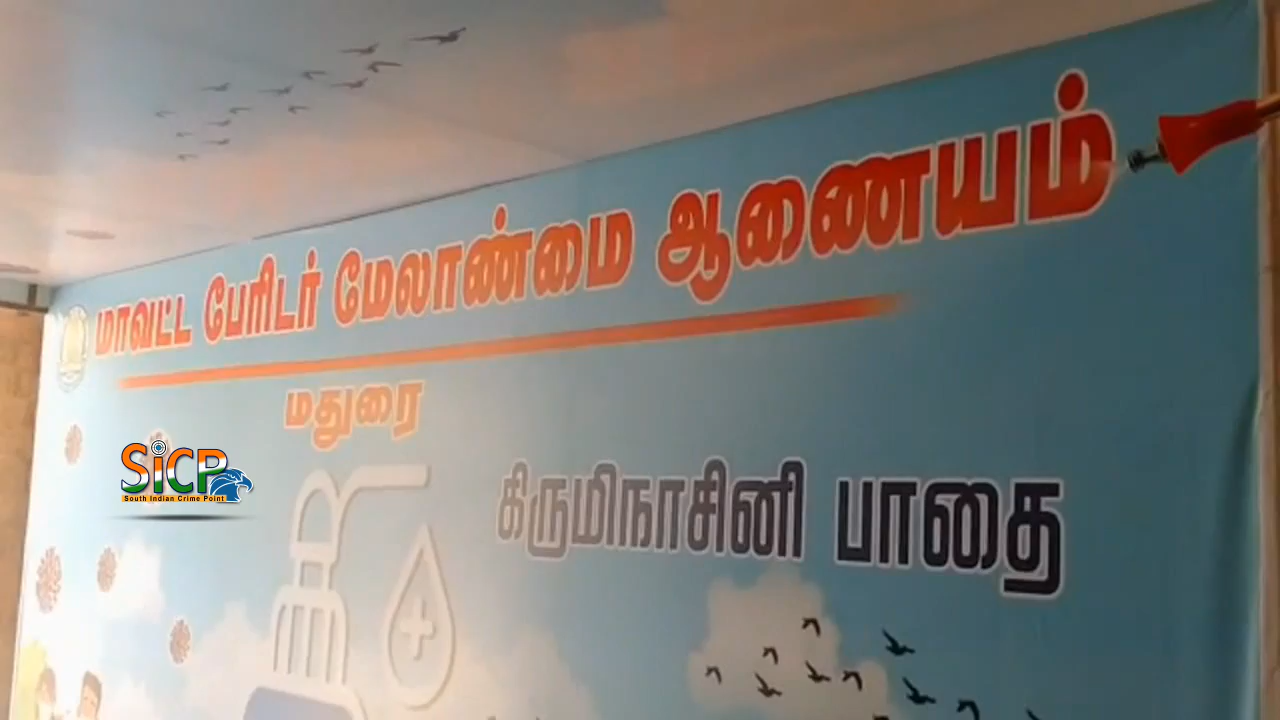 மாவட்ட பேரிடர் மேலாண்மை ஆணையம்
மதுரை
SiCP
South Indian Crime Point
கிருமிநாசினி பாதை